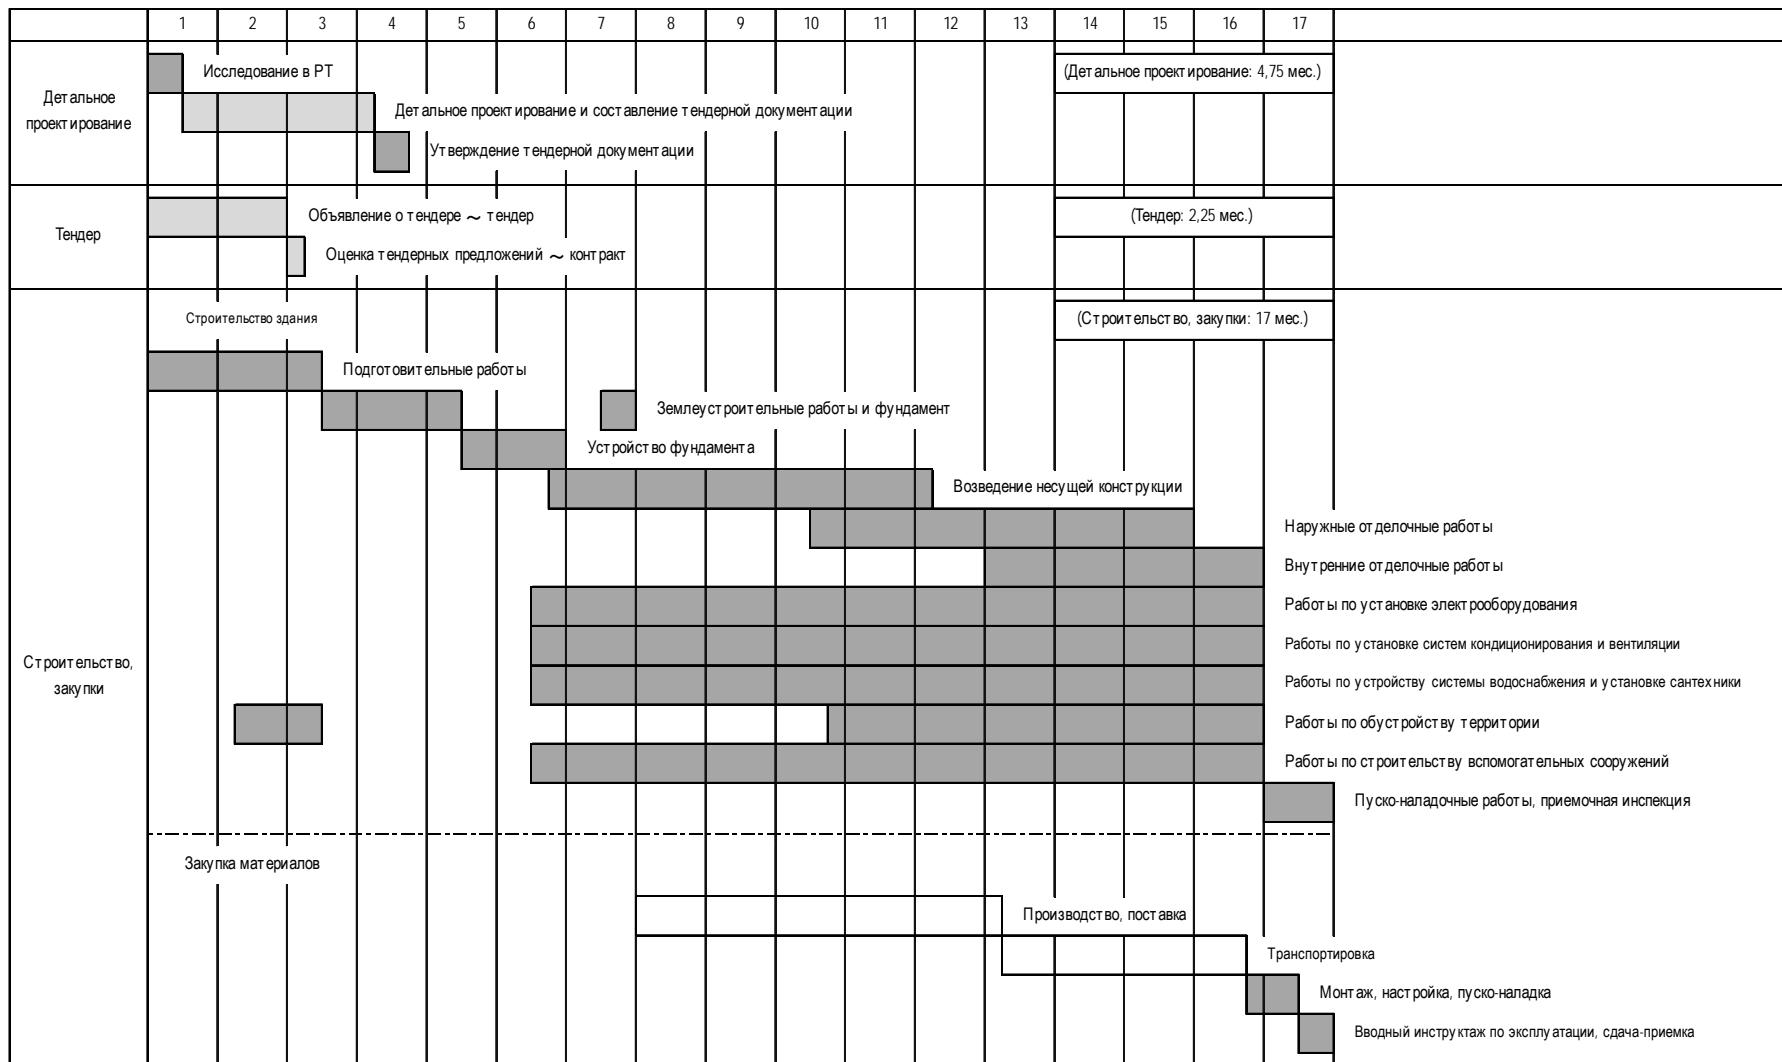 1 2 3 4 5 6 7 8 9 10 11 12 13 14 15 16 17
Детальное
проектирование
Исследование в РТ
(Детальное проектирование: 4,75 мес.)
Детальное проектирование и составление тендерной документации
Утверждение тендерной документации
Тендер
Объявление о тендере ~ тендер
(Тендер: 2,25 мес.)
Оценка тендерных предложений ~ контракт
Строительство,
закупки
Строительство здания
(Строительство, закупки: 17 мес.)
Подготовительные работы
Землеустроительные работы и фундамент
Устройство фундамента
Возведение несущей конструкции
Наружные отделочные работы
Внутренние отделочные работы
Работы по установке электрооборудования
Работы по установке систем кондиционирования и вентиляции
Работы по устройству системы водоснабжения и установке сантехники
Работы по обустройству территории
Работы по строительству вспомогательных сооружений
Пуско-наладочные работы, приемочная инспекция
Закупка материалов
Производство, поставка
Транспортировка
Монтаж, настройка, пуско-наладка
Вводный инструктаж по эксплуатации, сдача-приемка